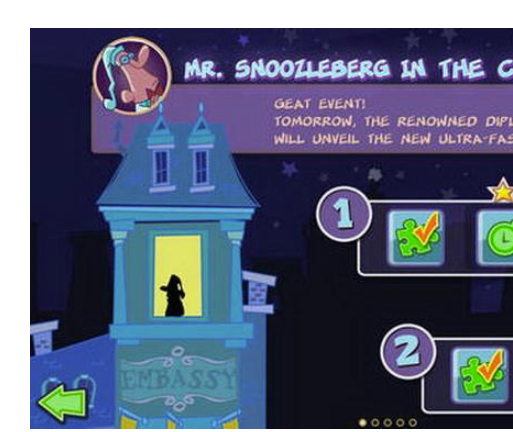 MR. SNOOZLEBERG IN THE C
GEAT EVENT!
TOMORROW, THE RENOWNED DIPL
WILL UNVEIL THE NEW ULTRA-FAS
1
2
EMBASSY